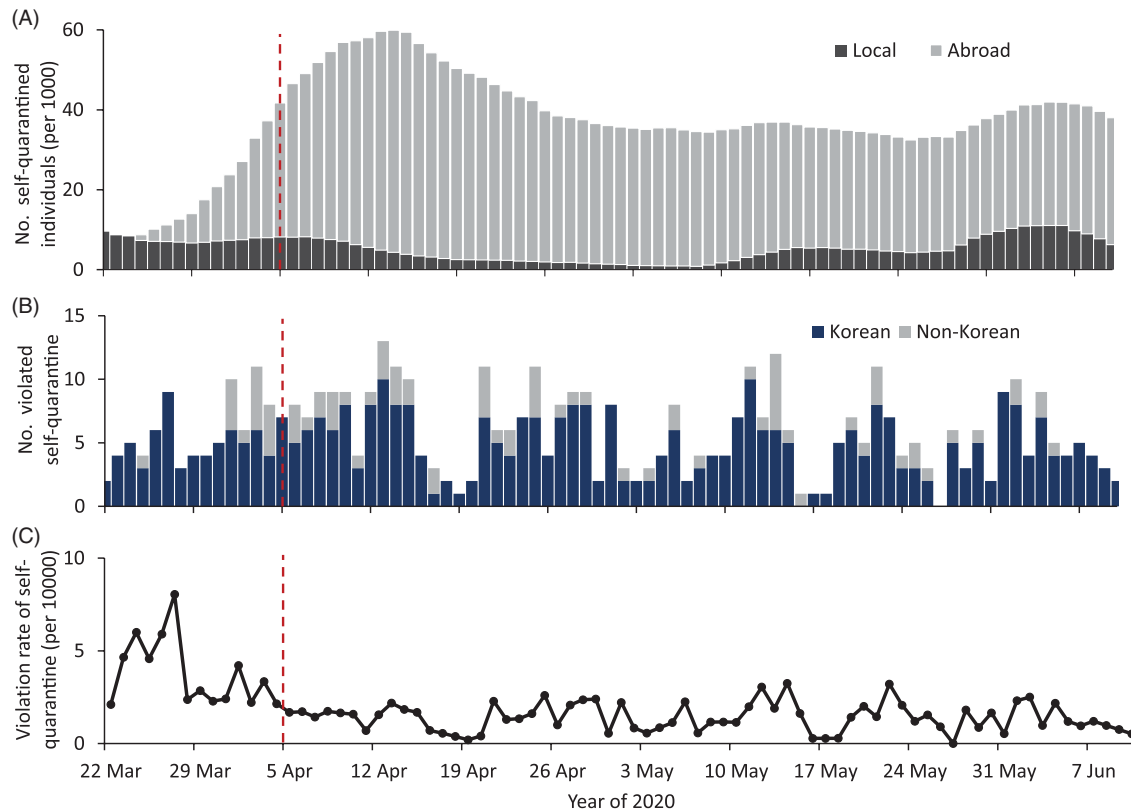 (A)
No. self-quarantined
individuals (per 1000)
60
40
20
0
Local Abroad
(B)
No. violated
self-quarantine
15
10
5
0
Korean Non-Korean
(C)
Violation rate of self-
quarantine (per 10000)
10
5
0
22 Mar 29 Mar 5 Apr 12 Apr 19 Apr 26 Apr 3 May 10 May 17 May 24 May 31 May 7 Jun
Year of 2020